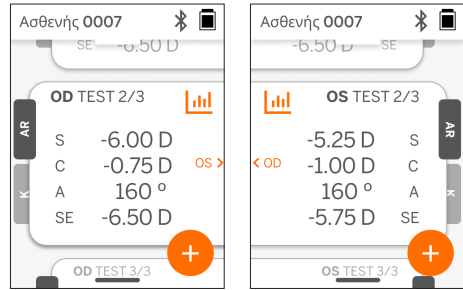 Ασθενής 0007
SE -6.50 D
OD TEST 2/3
AR
S -6.00 D
C -0.75 D
OS >
K
A 160 º
SE -6.50 D
+
OD TEST 3/3
Ασθενής 0007
-6.50 D SE
OS TEST 2/3
AR
-5.25 D S
< OD
-1.00 D C
K
160 º A
-5.75 D SE
+
OS TEST 3/3